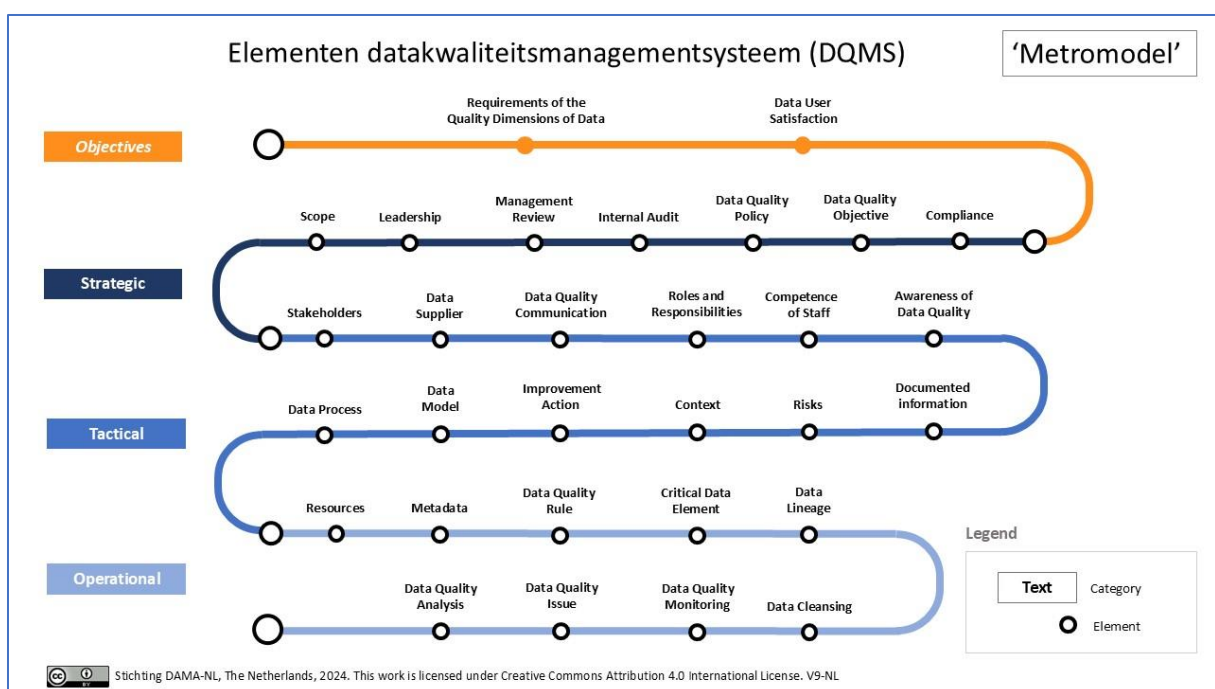 Elementen datakwaliteitsmanagementsysteem (DQMS)
'Metromodel'
Requirements of the
Quality Dimensions of Data
Data User
Satisfaction
Objectives
Scope
Leadership
Management
Review
Internal Audit
Data Quality
Policy
Data Quality
Objective
Compliance
Strategic
Stakeholders
Data
Supplier
Data Quality
Communication
Roles and
Responsibilities
Competence
of Staff
Awareness of
Data Quality
Data Process
Data
Model
Improvement
Action
Context
Risks
Documented
information
Tactical
Resources
Metadata
Data Quality
Rule
Critical Data
Element
Data
Lineage
Operational
Data Quality
Analysis
Data Quality
Issue
Data Quality
Monitoring
Data Cleansing
Legend
Text
Category
Element
cc BY Stichting DAMA-NL, The Netherlands, 2024. This work is licensed under Creative Commons Attribution 4.0 International License. V9-NL